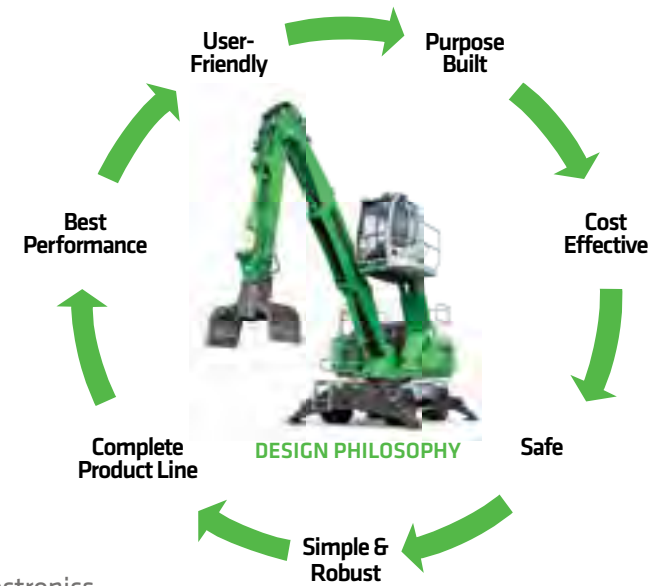 User-
Friendly
Purpose
Built
Cost
Effective
Safe
Simple &
Robust
Complete
Product Line
Best
Performance
DESIGN PHILOSOPHY